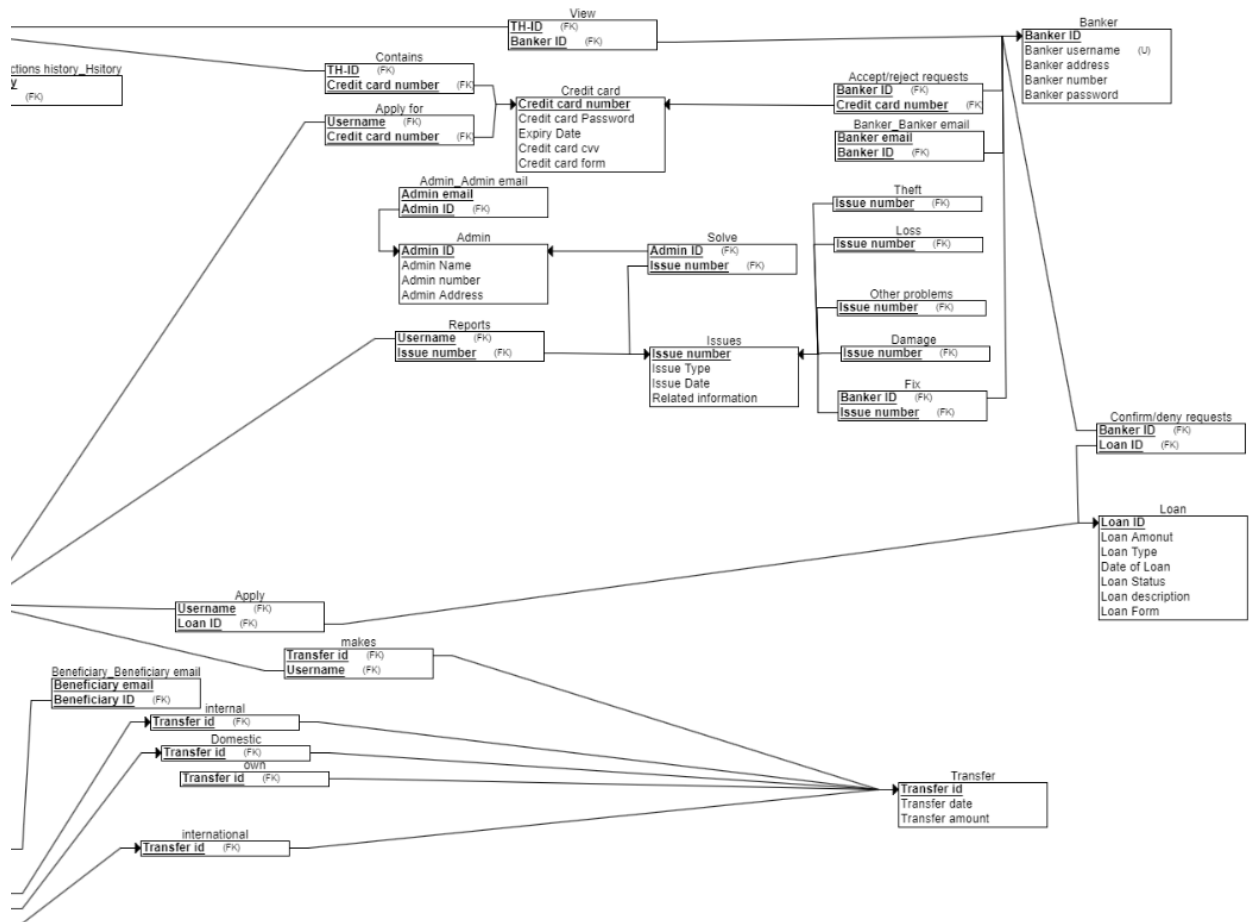 View
TH-ID (FK)
Banker ID (FK)
Banker
Banker ID
Banker username (U)
Banker address
Banker number
Banker password
ctions history_Hsitory
y
(FK)
Contains
TH-ID (FK)
Credit card number (FK
Apply for
Username (FK)
Credit card number (FK
Credit card
Credit card number
Credit card Password
Expiry Date
Credit card cvv
Credit card form
Accept/reject requests
Banker ID (FK)
Credit card number (FK
Banker_Banker email
Banker email
Banker ID (FK)
Admin_Admin email
Admin email
Admin ID (FK)
Admin
Admin ID
Admin Name
Admin number
Admin Address
Solve
Admin ID (FK)
Issue number (FK)
Theft
Issue number (FK)
Loss
Issue number (FK)
Other problems
Issue number (FK)
Damage
Issue number (FK)
Fix
Banker ID (FK)
Issue number (FK)
Reports
Username (FK)
Issue number (FK)
Issues
Issue number
Issue Type
Issue Date
Related information
Confirm/deny requests
Banker ID (FK)
Loan ID (FK)
Loan
Loan ID
Loan Amonut
Loan Type
Date of Loan
Loan Status
Loan description
Loan Form
Apply
Username (FK)
Loan ID (FK)
makes
Transfer id (FK)
Username (FK)
Beneficiary_Beneficiary email
Beneficiary email
Beneficiary ID (FK)
internal
Transfer id (FK)
Domestic
Transfer id (FK)
own
Transfer id (FK)
international
Transfer id (FK)
Transfer
Transfer id
Transfer date
Transfer amount